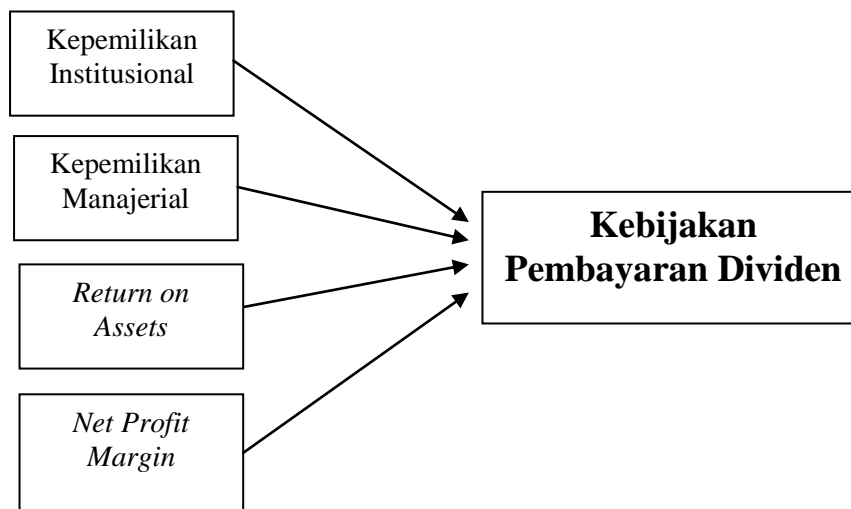 Kepemilikan
Institusional
Kepemilikan
Manajerial
Return on
Assets
Net Profit
Margin
Kebijakan
Pembayaran Dividen